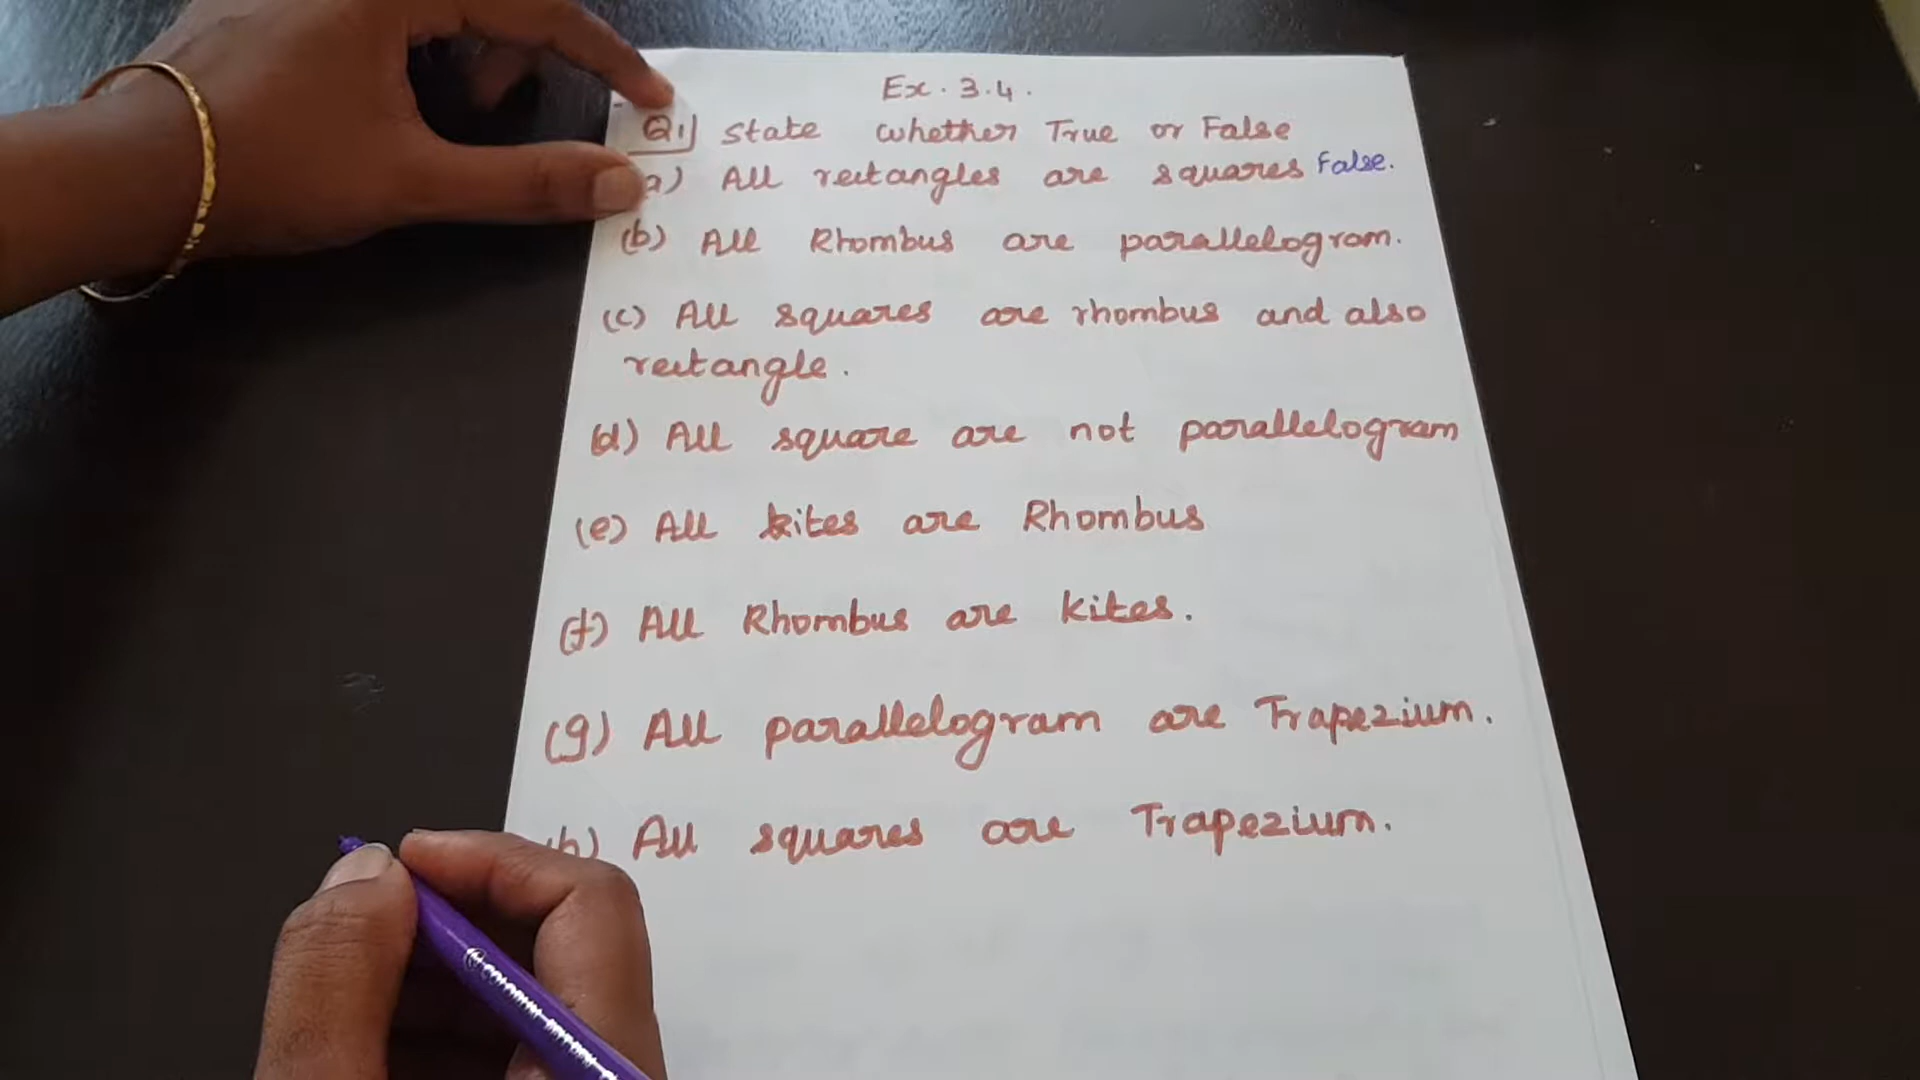 Ex. 3.4.
Q1) State whether True or False
a) All rectangles are squares False.
(b) All Rhombus are parallelogram.
(c) All squares are rhombus and also
rectangle.
(d) All square are not parallelogram
(e) All kites are Rhombus
(f) All Rhombus are kites.
(g) All parallelogram are Trapezium.
(h) All squares are Trapezium.